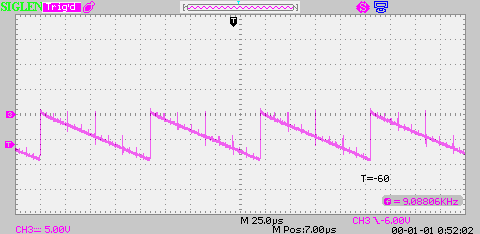 SIGLENT Trig'd
T
3
T
T=-60
= 9.08806KHz
M 25.0µs CH3 -6.00V
CH3 5.00V M Pos:7.00µs 00-01-01 0:52:02